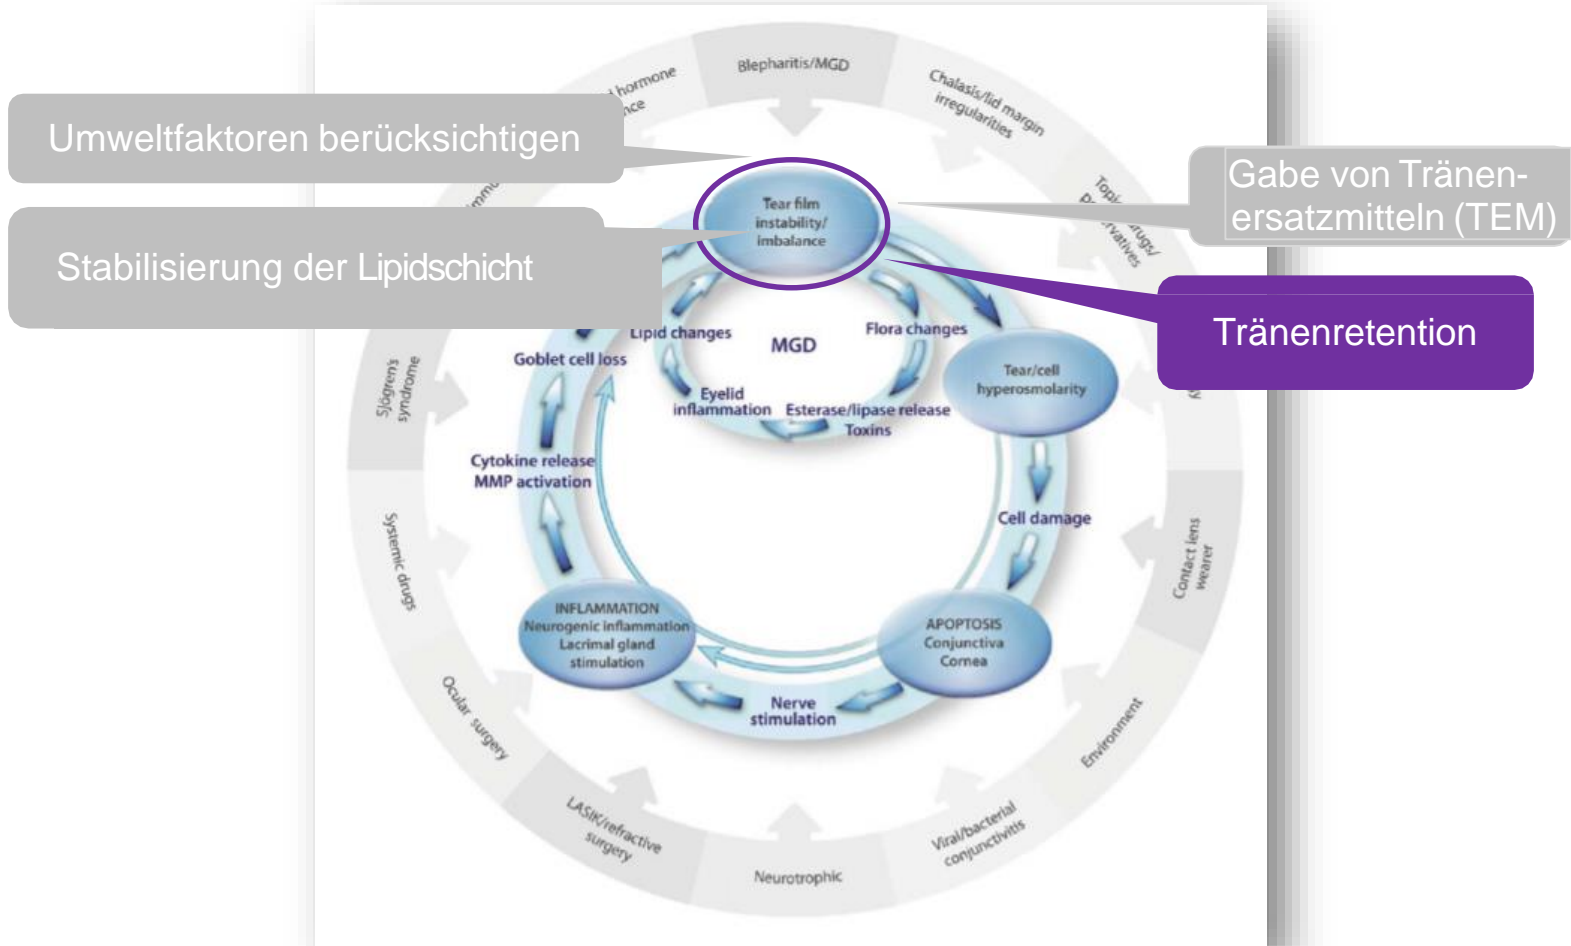 Blepharitis/MGD
Chalasis/lid margin
irregularities
hormone
Umweltfaktoren berücksichtigen
Gabe von Tränen-
ersatzmitteln (TEM)
Stabilisierung der Lipidschicht
Tränenretention
Tear film
instability/
imbalance
Lipid changes
MGD
Flora changes
Goblet cell loss
Tear/cell
hyperosmolarity
Eyelid
inflammation
Esterase/lipase release
Toxins
Sjögren's
syndrome
Cytokine release
MMP activation
Cell damage
Systemic drugs
Contact lens
wearer
INFLAMMATION
Neurogenic inflammation
Lacrimal gland
stimulation
APOPTOSIS
Conjunctiva
Cornea
Nerve
stimulation
Ocular surgery
Environment
LASIK/refractive
surgery
Neurotrophic
Viral/bacterial
conjunctivitis